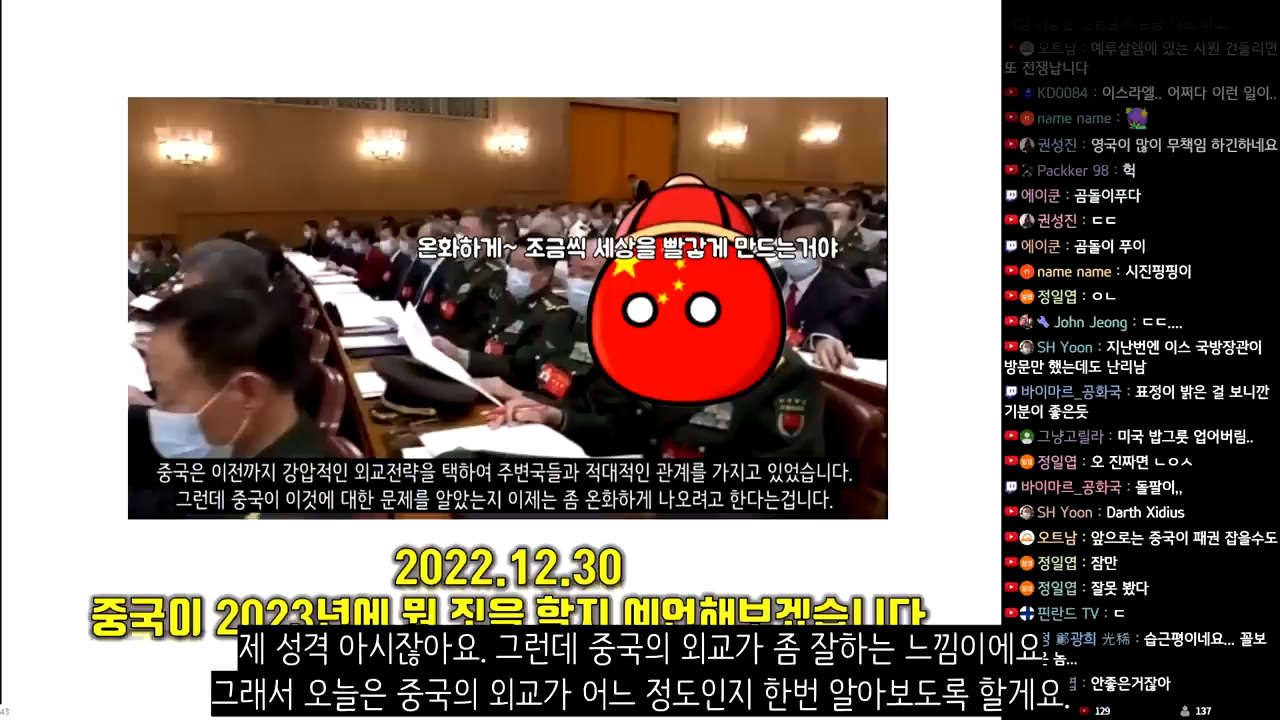 온화하게~ 조금씩 세상을 빨갛게 만드는거야
중국은 이전까지 강압적인 외교전략을 택하여 주변국들과 적대적인 관계를 가지고 있었습니다.
그런데 중국이 이것에 대한 문제를 알았는지 이제는 좀 온화하게 나오려고 한다는겁니다.
2022.12.30
중국이 2023년에 뭔 짓을 할지 예언해보겠습니다
제 성격 아시잖아요. 그런데 중국의 외교가 좀 잘하는 느낌이에요
그래서 오늘은 중국의 외교가 어느 정도인지 한번 알아보도록 할게요.
43
오트남 : 예루살렘에 있는 사원 건들리면
또 전쟁납니다
KD0084 : 이스라엘.. 어쩌다 이런 일이..
name name :
권성진 : 영국이 많이 무책임 하긴하네요
Packker 98 : 헉
에이쿤 : 곰돌이푸다
권성진 : ㄷㄷ
에이쿤 : 곰돌이 푸이
name name : 시진핑핑이
정일엽 : ㅇㄴ
John Jeong : ㄷㄷ....
SH Yoon : 지난번엔 이스 국방장관이
방문만 했는데도 난리남
바이마르_공화국 : 표정이 밝은 걸 보니깐
기분이 좋은듯
그냥고릴라 : 미국 밥그릇 업어버림..
정일엽 : 오 진짜면 ㄴㅇㅅ
바이마르_공화국 : 돌팔이,,
SH Yoon : Darth Xidius
오트남 : 앞으로는 중국이 패권 잡을수도
정일엽 : 잠만
정일엽 : 잘못 봤다
핀란드 TV : ㄷ
鄭광희 光稀 : 습근평이네요... 꼴보
놈...
: 안좋은거잖아
129
137